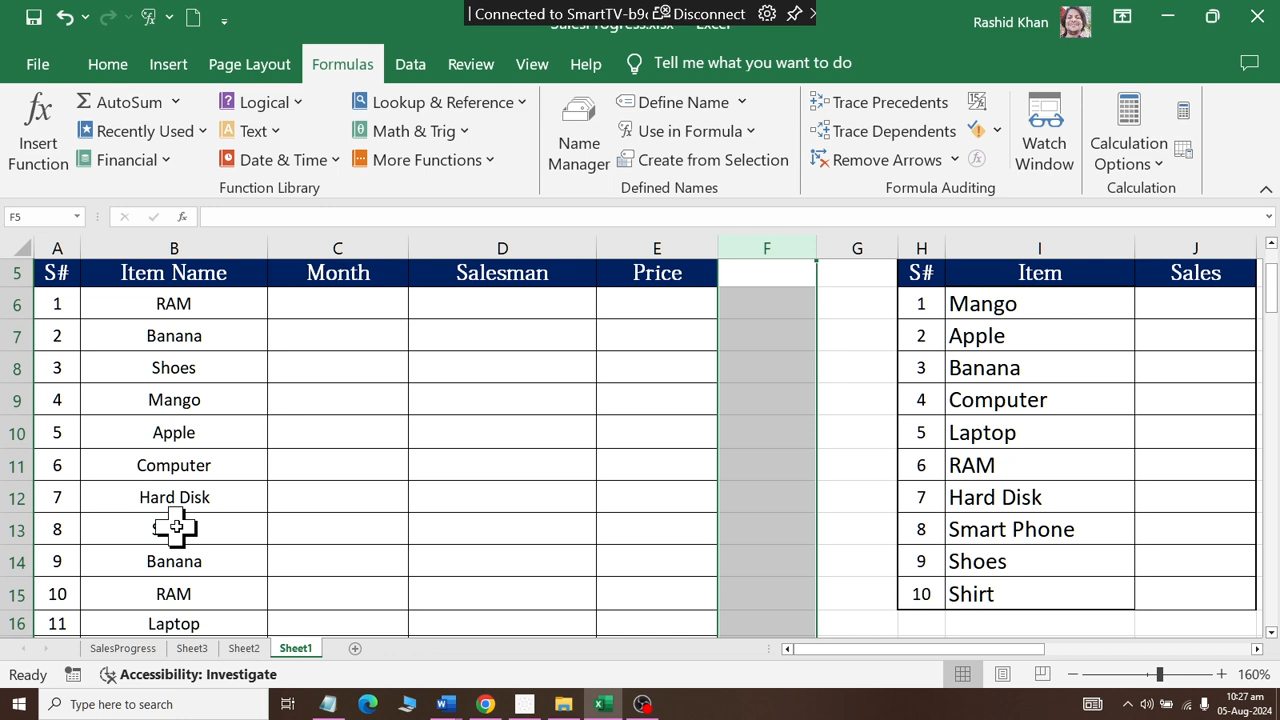 Connected to SmartTV-b9 Disconnect
Rashid Khan
File Home Insert Page Layout Formulas Data Review View Help Tell me what you want to do
fx
Insert Function
AutoSum
Recently Used
Financial
Logical
Text
Date & Time
Lookup & Reference
Math & Trig
More Functions
Function Library
Name Manager
Define Name
Use in Formula
Create from Selection
Defined Names
Trace Precedents
Trace Dependents
Remove Arrows
Formula Auditing
Watch Window
Calculation Options
Calculation
F5 fx
A B C D E F G H I J
5 S# Item Name Month Salesman Price S# Item Sales
6 1 RAM 1 Mango
7 2 Banana 2 Apple
8 3 Shoes 3 Banana
9 4 Mango 4 Computer
10 5 Apple 5 Laptop
11 6 Computer 6 RAM
12 7 Hard Disk 7 Hard Disk
13 8 8 Smart Phone
14 9 Banana 9 Shoes
15 10 RAM 10 Shirt
16 11 Laptop
SalesProgress Sheet3 Sheet2 Sheet1
Ready Accessibility: Investigate 160%
Type here to search
10:27 am
05-Aug-2024